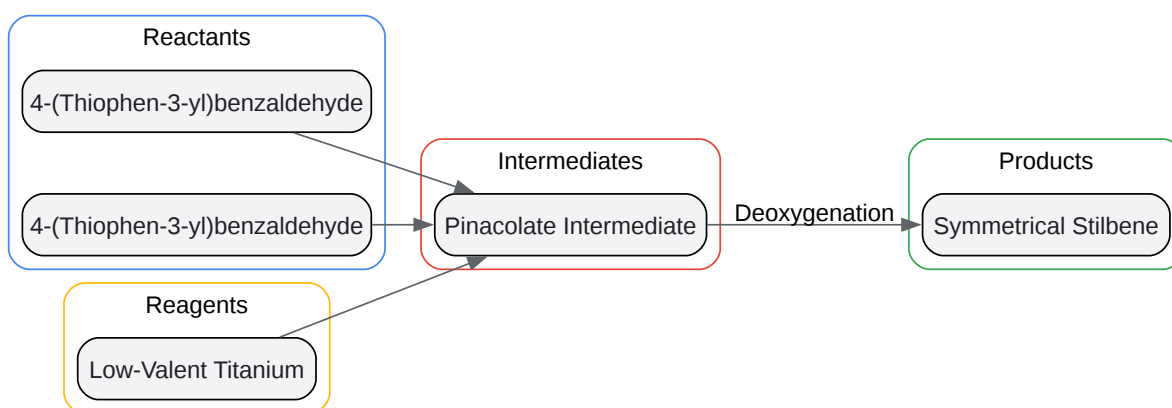 Reactants
4-(Thiophen-3-yl)benzaldehyde
4-(Thiophen-3-yl)benzaldehyde
Reagents
Low-Valent Titanium
Intermediates
Pinacolate Intermediate
Deoxygenation
Products
Symmetrical Stilbene